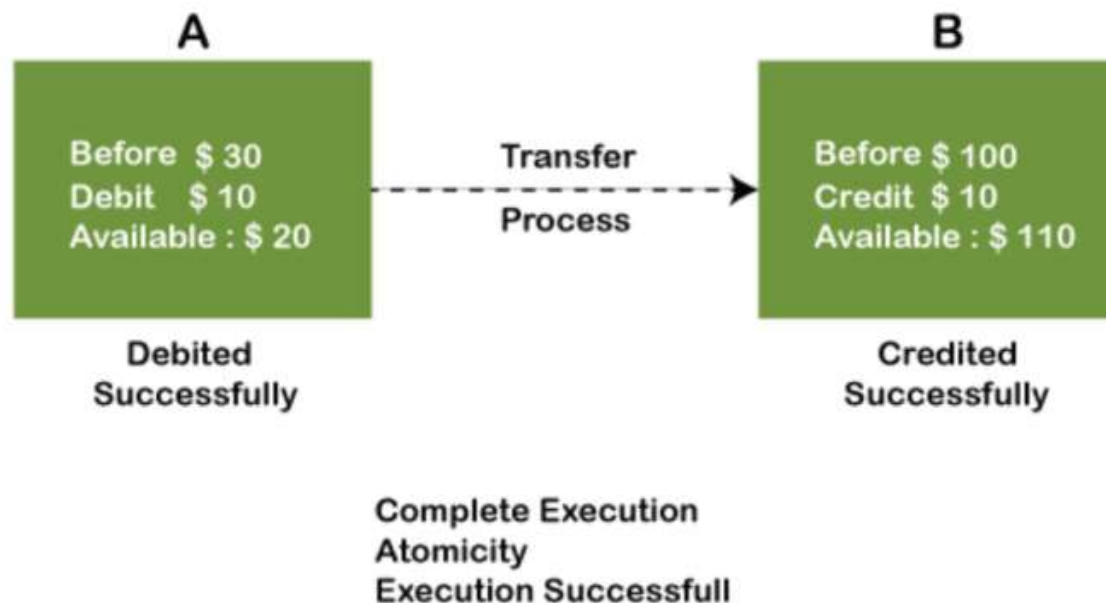 A
Before $ 30
Debit $ 10
Available : $ 20
Debited
Successfully
Transfer
Process
B
Before $ 100
Credit $ 10
Available : $ 110
Credited
Successfully
Complete Execution
Atomicity
Execution Successfull